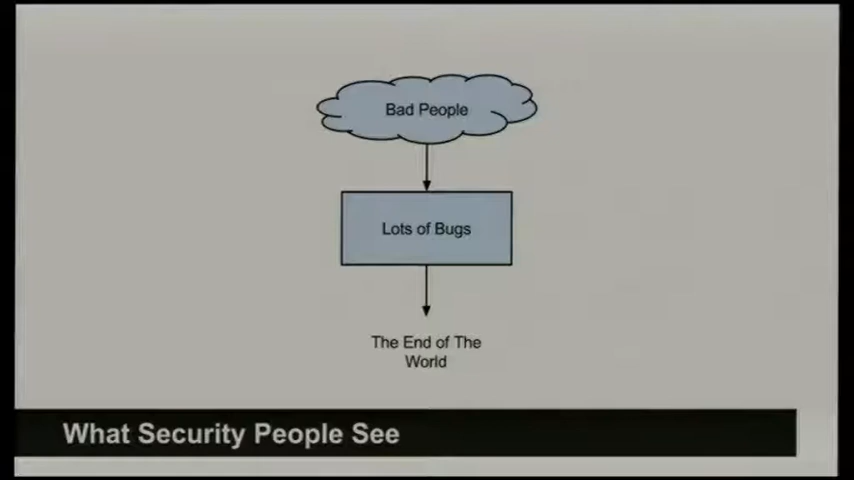 Bad People
Lots of Bugs
The End of The
World
What Security People See